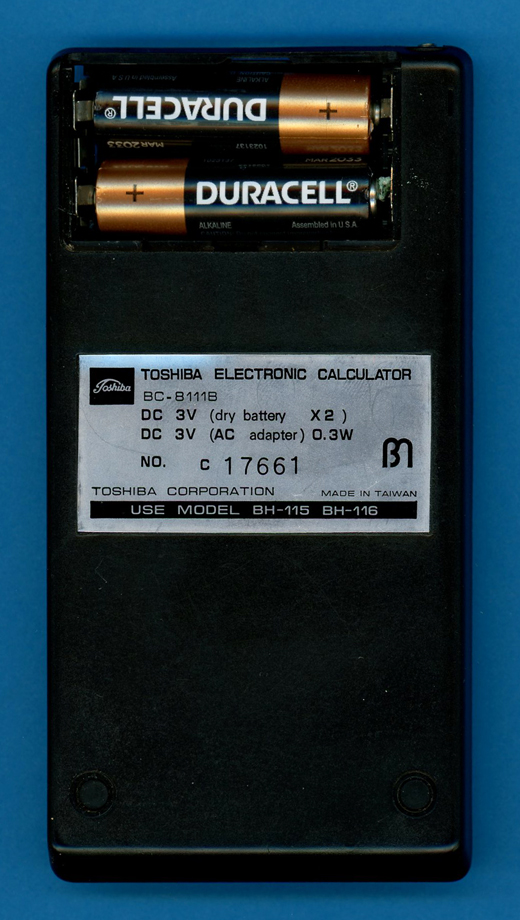 DURACELL®
+
MAR 2033
+
DURACELL®
ALKALINE Assembled in U.S.A.
Toshiba
TOSHIBA ELECTRONIC CALCULATOR
BC-8111B
DC 3V (dry battery X2)
DC 3V (AC adapter) 0.3W
NO. C 17661
TOSHIBA CORPORATION MADE IN TAIWAN
USE MODEL BH-115 BH-116